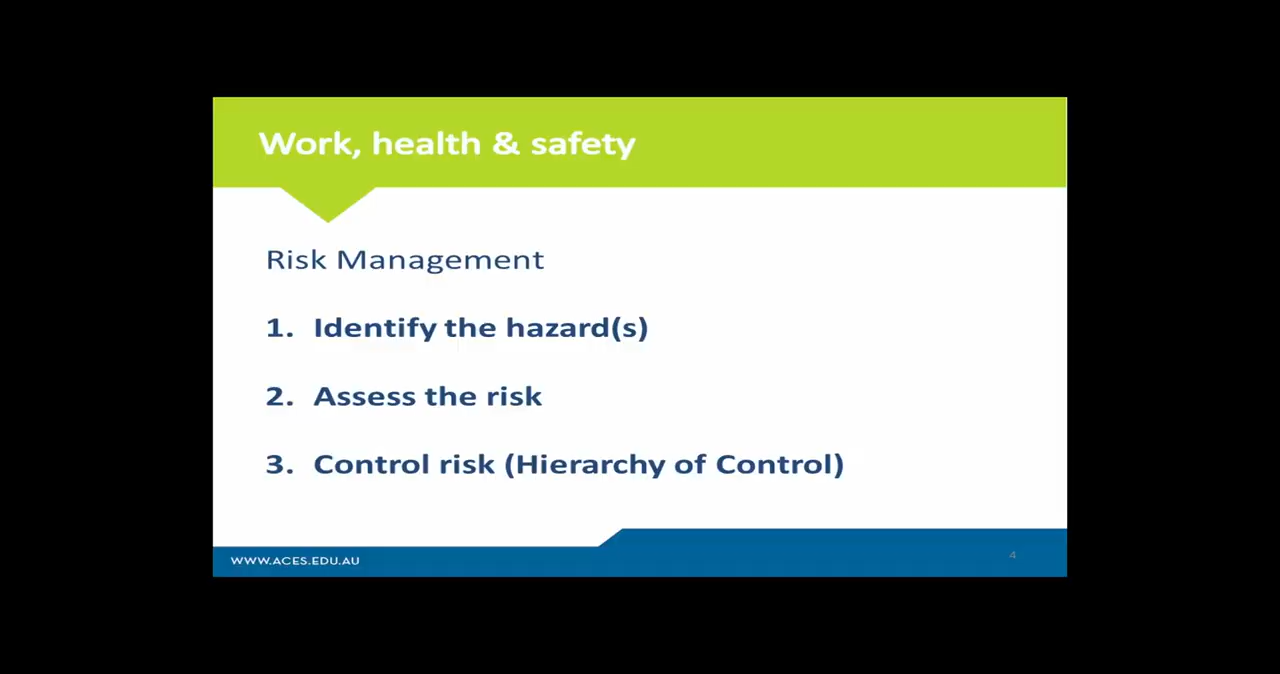 Work, health & safety
Risk Management
1. Identify the hazard(s)
2. Assess the risk
3. Control risk (Hierarchy of Control)
WWW.ACES.EDU.AU
4